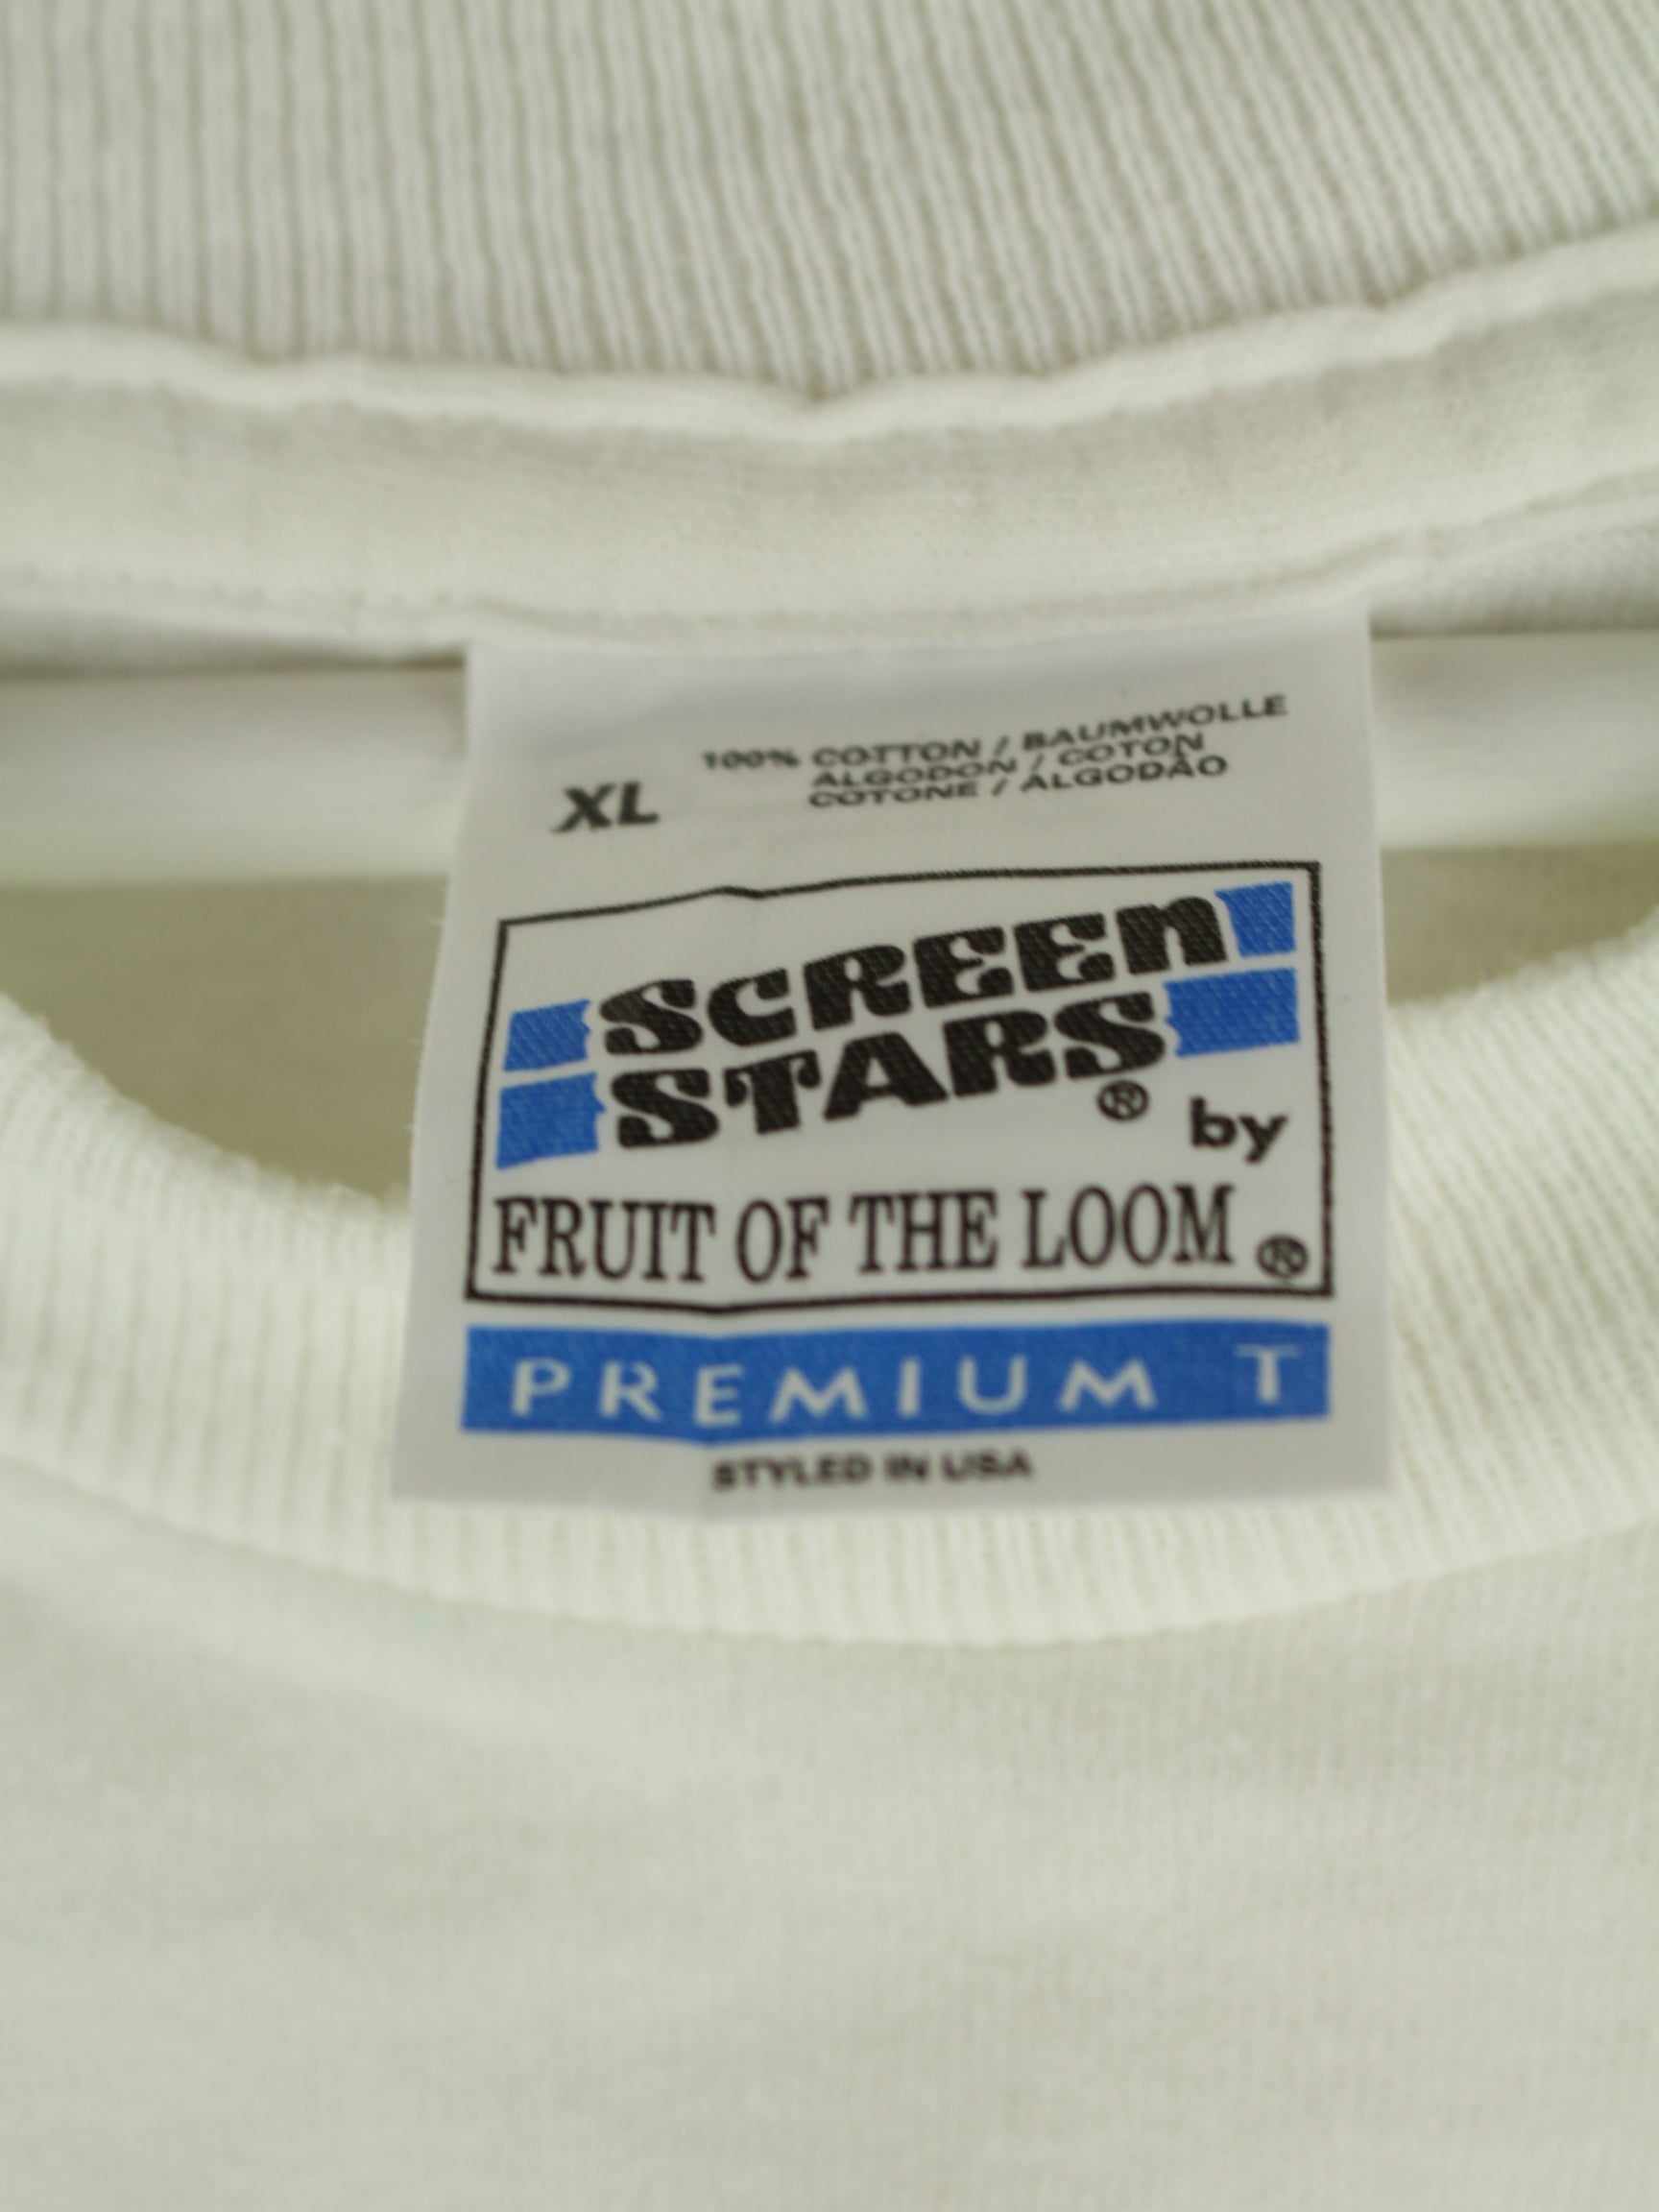 XL
100% COTTON / BAUMWOLLE
ALGODON / COTON
COTONE / ALGODÃO
SCREEN
STARS® by
FRUIT OF THE LOOM®
PREMIUM T
STYLED IN USA